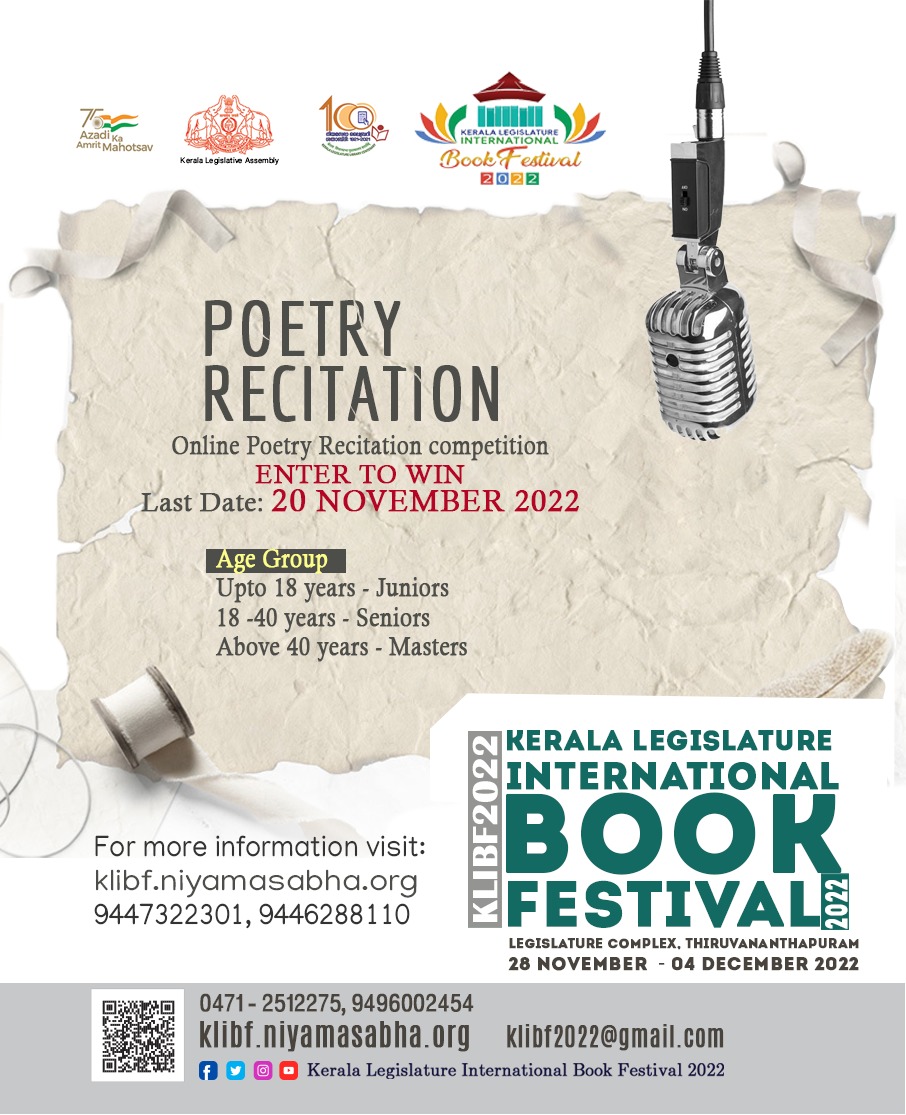 75
Azadi Ka
Amrit Mahotsav
Kerala Legislative Assembly
100
KERALA LEGISLATURE
INTERNATIONAL
Book Festival
2022
POETRY
RECITATION
Online Poetry Recitation competition
ENTER TO WIN
Last Date: 20 NOVEMBER 2022
Age Group
Upto 18 years - Juniors
18 -40 years - Seniors
Above 40 years - Masters
KLIBF2022
KERALA LEGISLATURE
INTERNATIONAL
BOOK
FESTIVAL 2022
LEGISLATURE COMPLEX, THIRUVANANTHAPURAM
28 NOVEMBER - 04 DECEMBER 2022
For more information visit:
klibf.niyamasabha.org
9447322301, 9446288110
0471 - 2512275, 9496002454
klibf.niyamasabha.org klibf2022@gmail.com
Kerala Legislature International Book Festival 2022